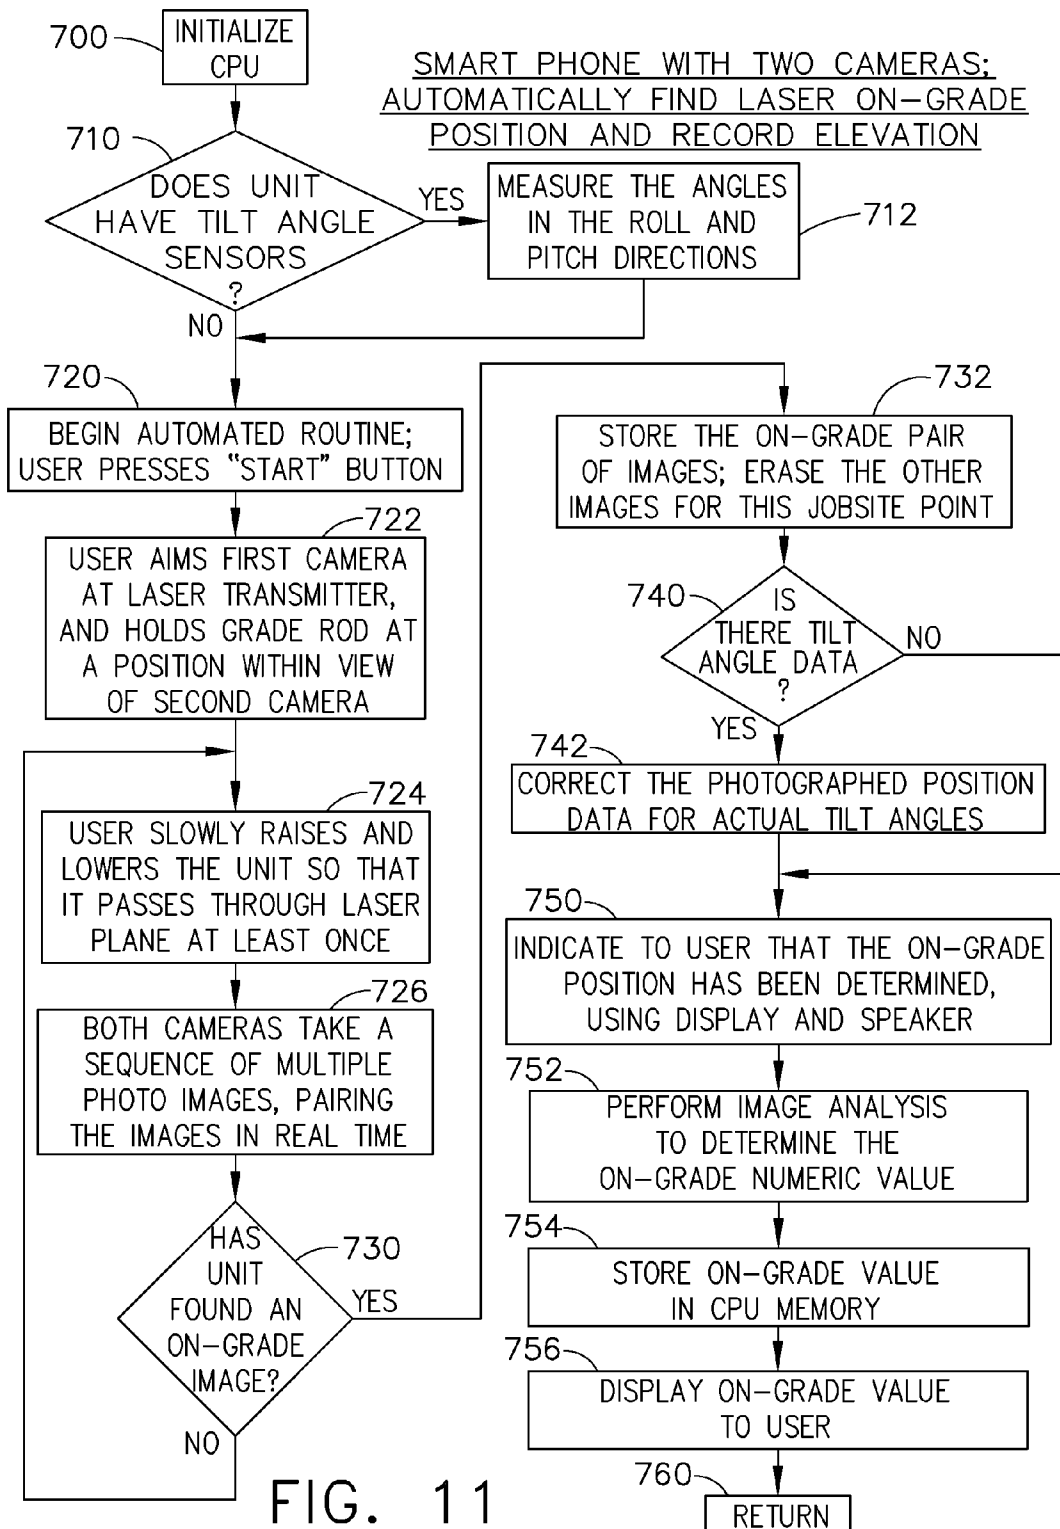 700
INITIALIZE
CPU
SMART PHONE WITH TWO CAMERAS;
AUTOMATICALLY FIND LASER ON-GRADE
POSITION AND RECORD ELEVATION
710
DOES UNIT
HAVE TILT ANGLE
SENSORS
?
YES
NO
MEASURE THE ANGLES
IN THE ROLL AND
PITCH DIRECTIONS
712
720
BEGIN AUTOMATED ROUTINE;
USER PRESSES "START" BUTTON
722
USER AIMS FIRST CAMERA
AT LASER TRANSMITTER,
AND HOLDS GRADE ROD AT
A POSITION WITHIN VIEW
OF SECOND CAMERA
724
USER SLOWLY RAISES AND
LOWERS THE UNIT SO THAT
IT PASSES THROUGH LASER
PLANE AT LEAST ONCE
726
BOTH CAMERAS TAKE A
SEQUENCE OF MULTIPLE
PHOTO IMAGES, PAIRING
THE IMAGES IN REAL TIME
730
HAS
UNIT
FOUND AN
ON-GRADE
IMAGE?
YES
NO
732
STORE THE ON-GRADE PAIR
OF IMAGES; ERASE THE OTHER
IMAGES FOR THIS JOBSITE POINT
740
IS
THERE TILT
ANGLE DATA
?
NO
YES
742
CORRECT THE PHOTOGRAPHED POSITION
DATA FOR ACTUAL TILT ANGLES
750
INDICATE TO USER THAT THE ON-GRADE
POSITION HAS BEEN DETERMINED,
USING DISPLAY AND SPEAKER
752
PERFORM IMAGE ANALYSIS
TO DETERMINE THE
ON-GRADE NUMERIC VALUE
754
STORE ON-GRADE VALUE
IN CPU MEMORY
756
DISPLAY ON-GRADE VALUE
TO USER
760
RETURN
FIG. 11